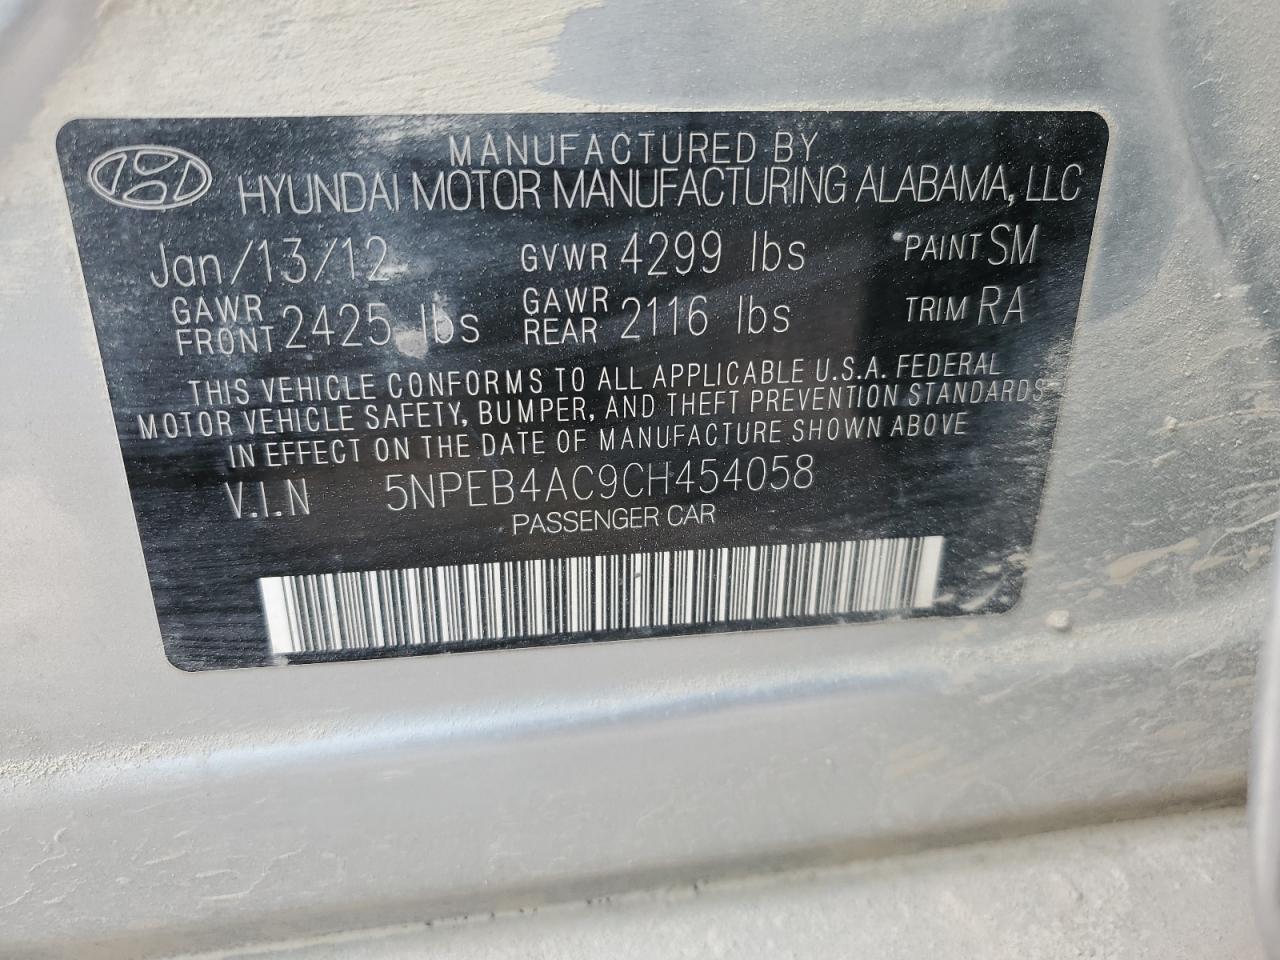 MANUFACTURED BY
HYUNDAI MOTOR MANUFACTURING ALABAMA, LLC
Jan/13/12 GVWR 4299 lbs PAINT SM
GAWR FRONT 2425 lbs GAWR REAR 2116 lbs TRIM RA
THIS VEHICLE CONFORMS TO ALL APPLICABLE U.S.A. FEDERAL
MOTOR VEHICLE SAFETY, BUMPER, AND THEFT PREVENTION STANDARDS
IN EFFECT ON THE DATE OF MANUFACTURE SHOWN ABOVE
V.I.N 5NPEB4AC9CH454058
PASSENGER CAR